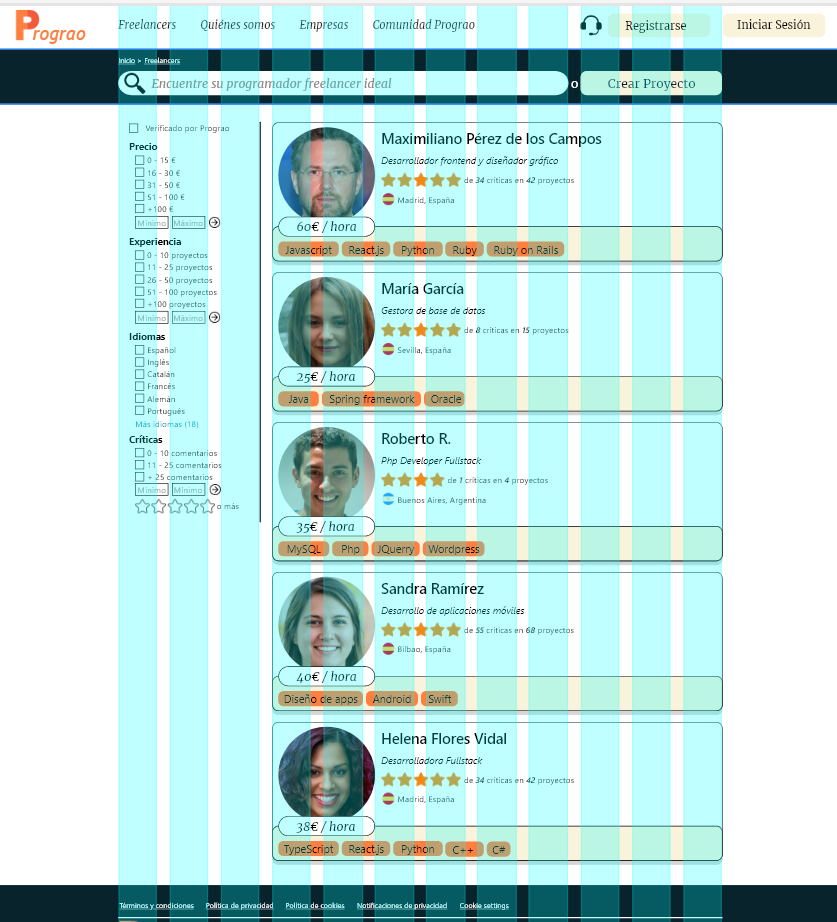 Prograo
Freelancers Quiénes somos Empresas Comunidad Prograo Registrarse Iniciar Sesión
Inicio > Freelancers
Encuentre su programador freelancer ideal o Crear Proyecto
Verificado por Prograo
Precio
0 - 15 €
16 - 30 €
31 - 50 €
51 - 100 €
+100 €
Mínimo Máximo
Experiencia
0 - 10 proyectos
11 - 25 proyectos
26 - 50 proyectos
51 - 100 proyectos
+100 proyectos
Mínimo Máximo
Idiomas
Español
Inglés
Catalán
Francés
Alemán
Portugués
Más idiomas (18)
Críticas
0 - 10 comentarios
11 - 25 comentarios
+ 25 comentarios
Mínimo Mínimo
o más
Maximiliano Pérez de los Campos
Desarrollador frontend y diseñador gráfico
de 34 críticas en 42 proyectos
Madrid, España
60€ / hora
Javascript React.js Python Ruby Ruby on Rails
María García
Gestora de base de datos
de 8 críticas en 15 proyectos
Sevilla, España
25€ / hora
Java Spring framework Oracle
Roberto R.
Php Developer Fullstack
de 1 críticas en 4 proyectos
Buenos Aires, Argentina
35€ / hora
MySQL Php JQuerry Wordpress
Sandra Ramírez
Desarrollo de aplicaciones móviles
de 55 críticas en 68 proyectos
Bilbao, España
40€ / hora
Diseño de apps Android Swift
Helena Flores Vidal
Desarrolladora Fullstack
de 34 críticas en 42 proyectos
Madrid, España
38€ / hora
TypeScript React.js Python C++ C#
Términos y condiciones Política de privacidad Política de cookies Notificaciones de privacidad Cookie settings